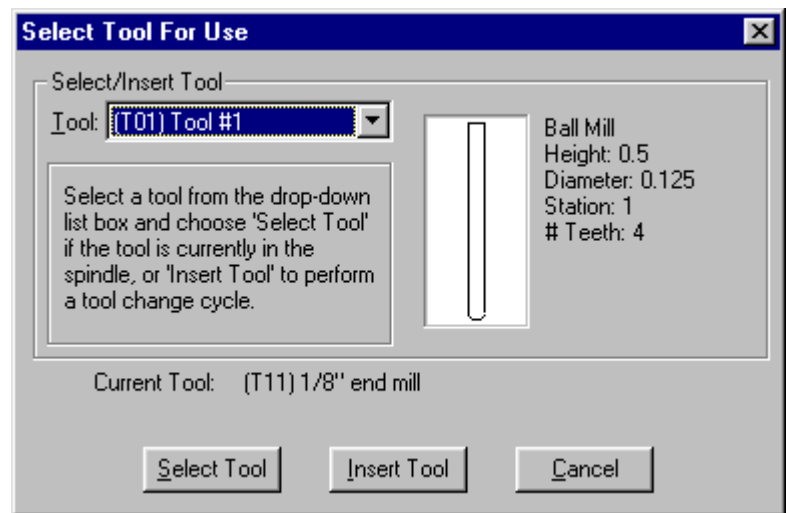 Select Tool For Use
Select/Insert Tool
Tool: (T01) Tool #1
Select a tool from the drop-down
list box and choose 'Select Tool'
if the tool is currently in the
spindle, or 'Insert Tool' to perform
a tool change cycle.
Ball Mill
Height: 0.5
Diameter: 0.125
Station: 1
# Teeth: 4
Current Tool: (T11) 1/8" end mill
Select Tool Insert Tool Cancel